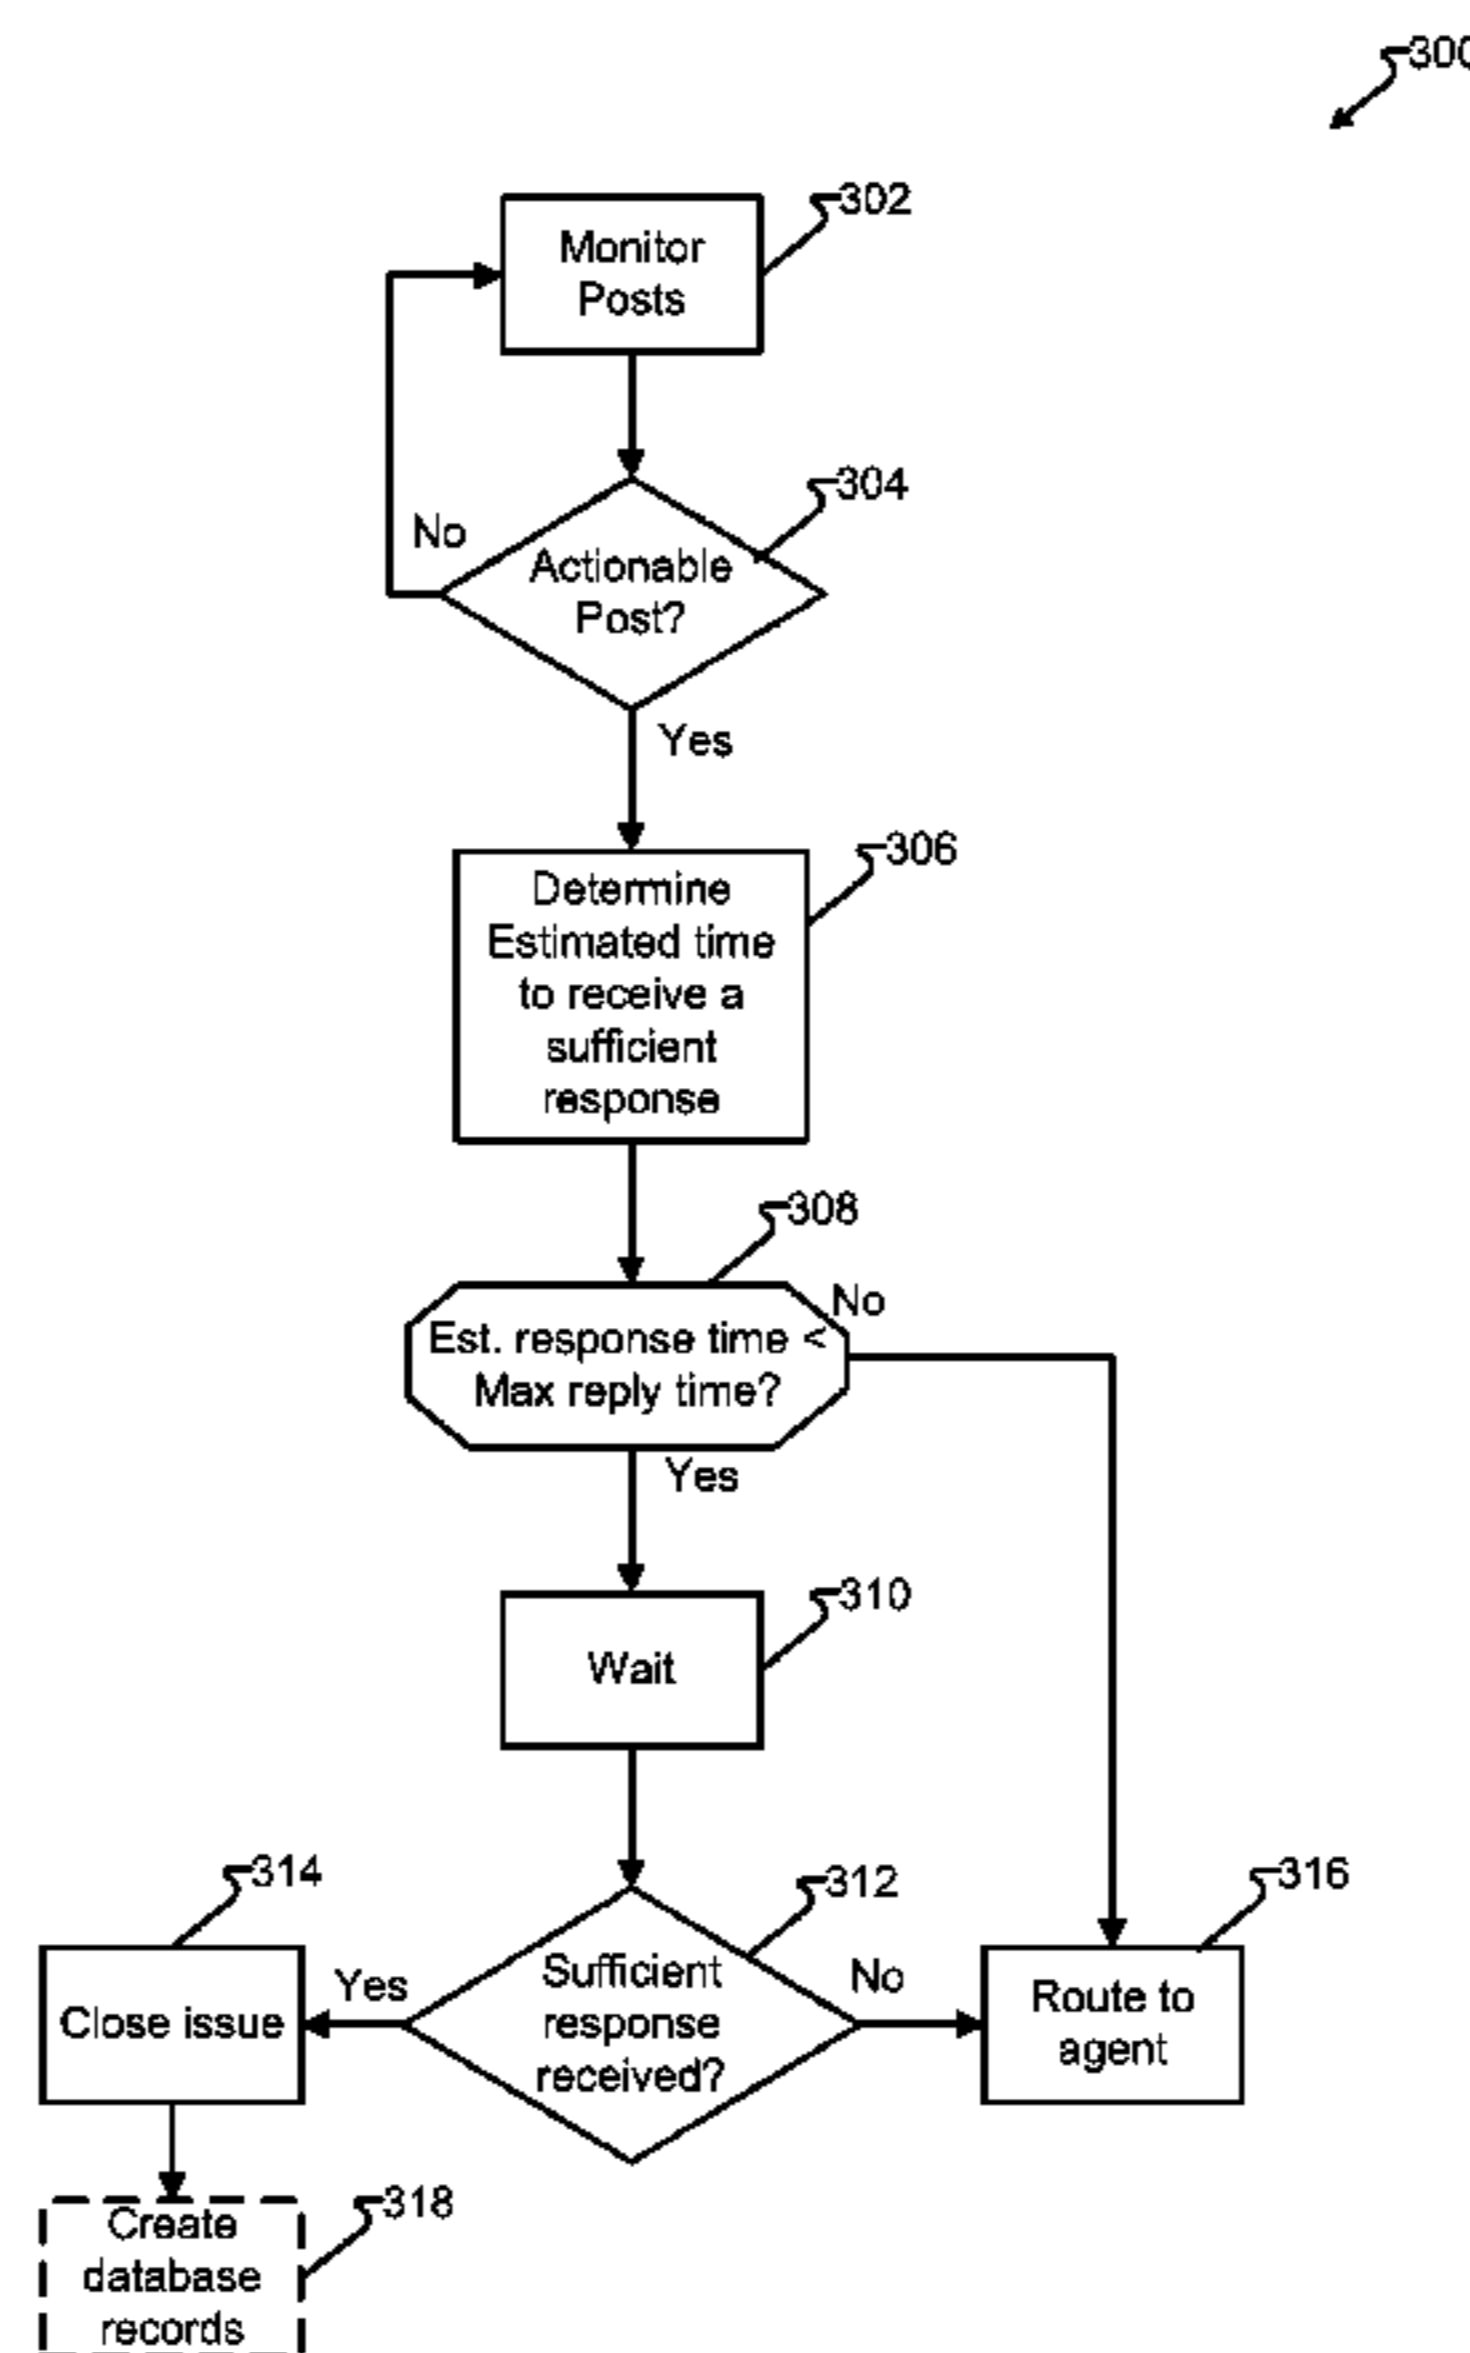 300
302
Monitor
Posts
304
No
Actionable
Post?
Yes
306
Determine
Estimated time
to receive a
sufficient
response
308
No
Est. response time <
Max reply time?
Yes
310
Wait
314
312
316
Yes
Sufficient
response
received?
No
Route to
agent
Close issue
318
Create
database
records